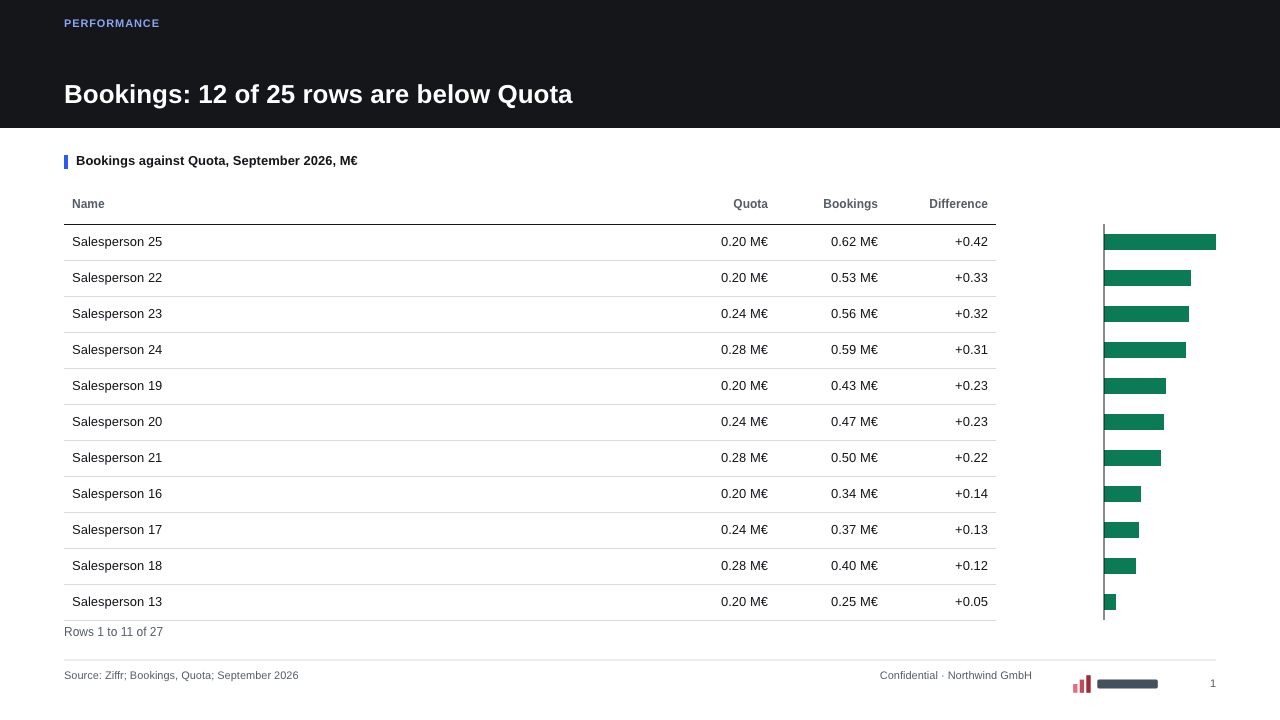 PERFORMANCE
Bookings: 12 of 25 rows are below Quota
Bookings against Quota, September 2026, M€
Name Quota Bookings Difference
Salesperson 25 0.20 M€ 0.62 M€ +0.42
Salesperson 22 0.20 M€ 0.53 M€ +0.33
Salesperson 23 0.24 M€ 0.56 M€ +0.32
Salesperson 24 0.28 M€ 0.59 M€ +0.31
Salesperson 19 0.20 M€ 0.43 M€ +0.23
Salesperson 20 0.24 M€ 0.47 M€ +0.23
Salesperson 21 0.28 M€ 0.50 M€ +0.22
Salesperson 16 0.20 M€ 0.34 M€ +0.14
Salesperson 17 0.24 M€ 0.37 M€ +0.13
Salesperson 18 0.28 M€ 0.40 M€ +0.12
Salesperson 13 0.20 M€ 0.25 M€ +0.05
Rows 1 to 11 of 27
Source: Ziffr; Bookings, Quota; September 2026 Confidential · Northwind GmbH 1